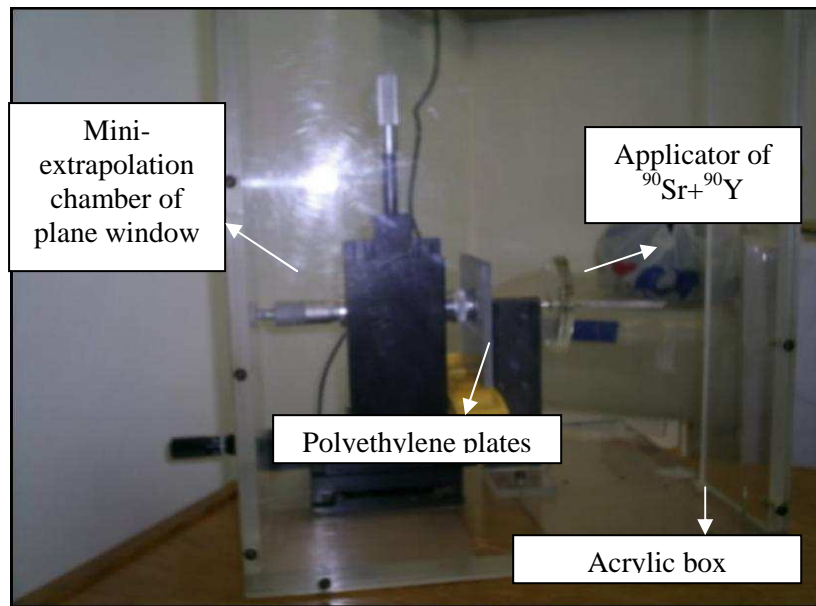 Mini-
extrapolation
chamber of
plane window
Applicator of
⁹⁰Sr+⁹⁰Y
Polyethylene plates
Acrylic box